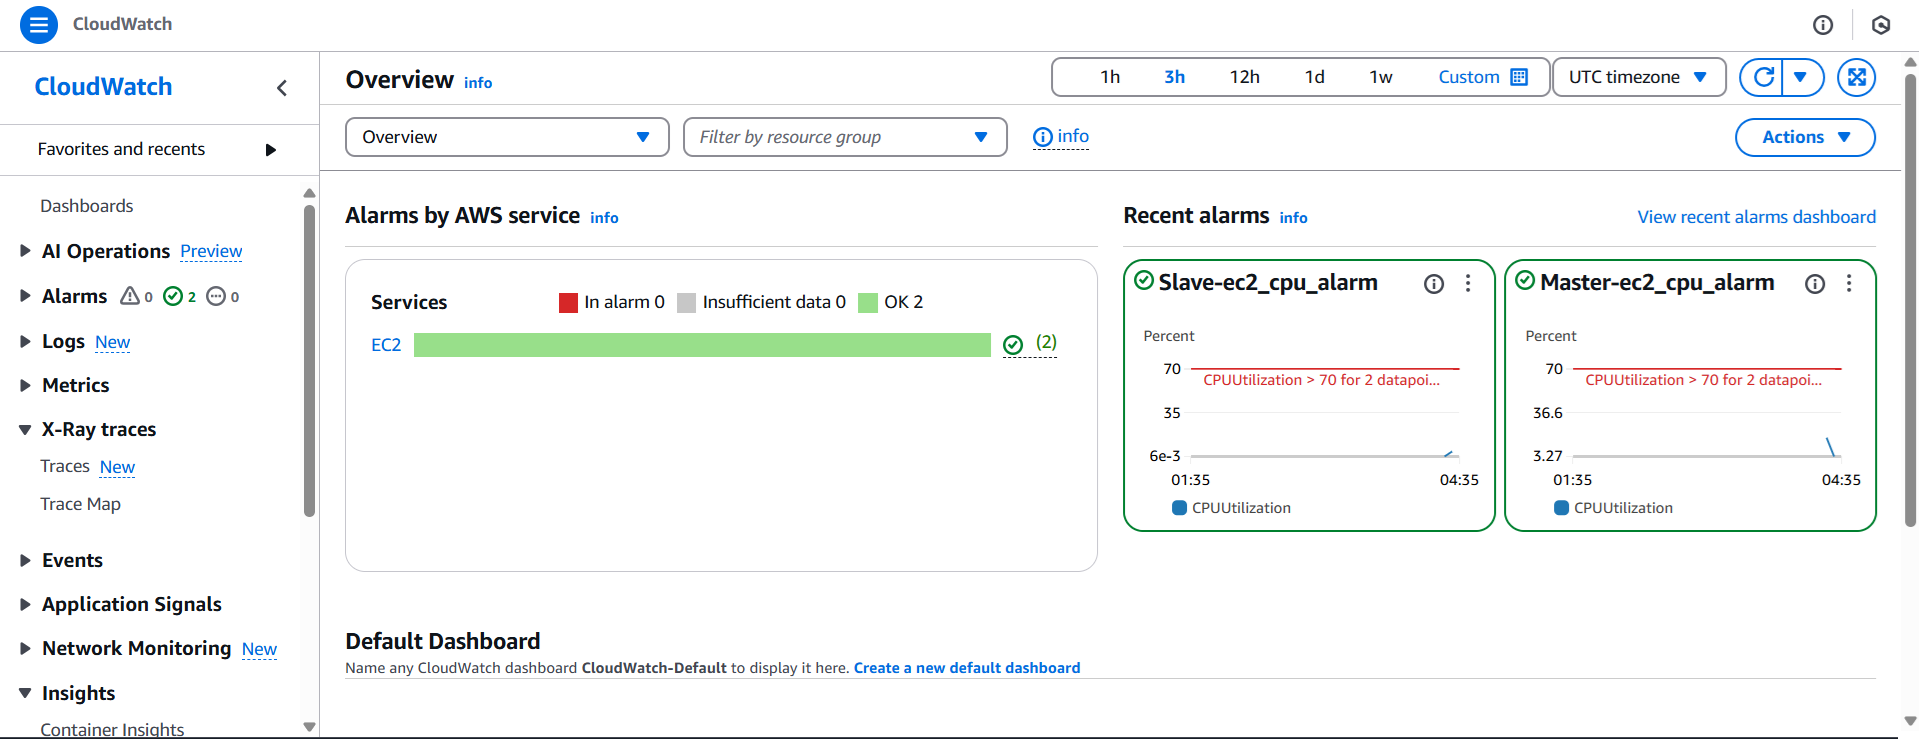 CloudWatch
CloudWatch
Favorites and recents
Dashboards
AI Operations Preview
Alarms 0 2 0
Logs New
Metrics
X-Ray traces
Traces New
Trace Map
Events
Application Signals
Network Monitoring New
Insights
Container Insights
Overview info
1h 3h 12h 1d 1w Custom UTC timezone
Overview Filter by resource group info
Actions
Alarms by AWS service info
Services In alarm 0 Insufficient data 0 OK 2
EC2 (2)
Recent alarms info View recent alarms dashboard
Slave-ec2_cpu_alarm
Percent
70
CPUUtilization > 70 for 2 datapoi...
35
6e-3
01:35 04:35
CPUUtilization
Master-ec2_cpu_alarm
Percent
70
CPUUtilization > 70 for 2 datapoi...
36.6
3.27
01:35 04:35
CPUUtilization
Default Dashboard
Name any CloudWatch dashboard CloudWatch-Default to display it here. Create a new default dashboard